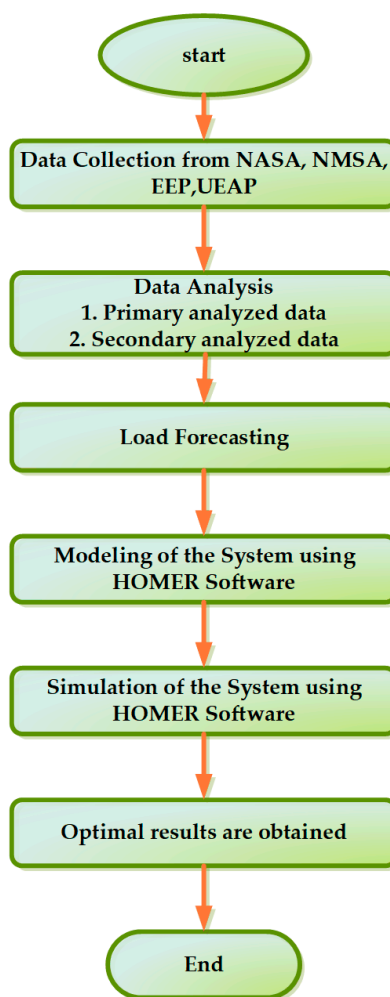 start
Data Collection from NASA, NMSA,
EEP,UEAP
Data Analysis
1. Primary analyzed data
2. Secondary analyzed data
Load Forecasting
Modeling of the System using
HOMER Software
Simulation of the System using
HOMER Software
Optimal results are obtained
End